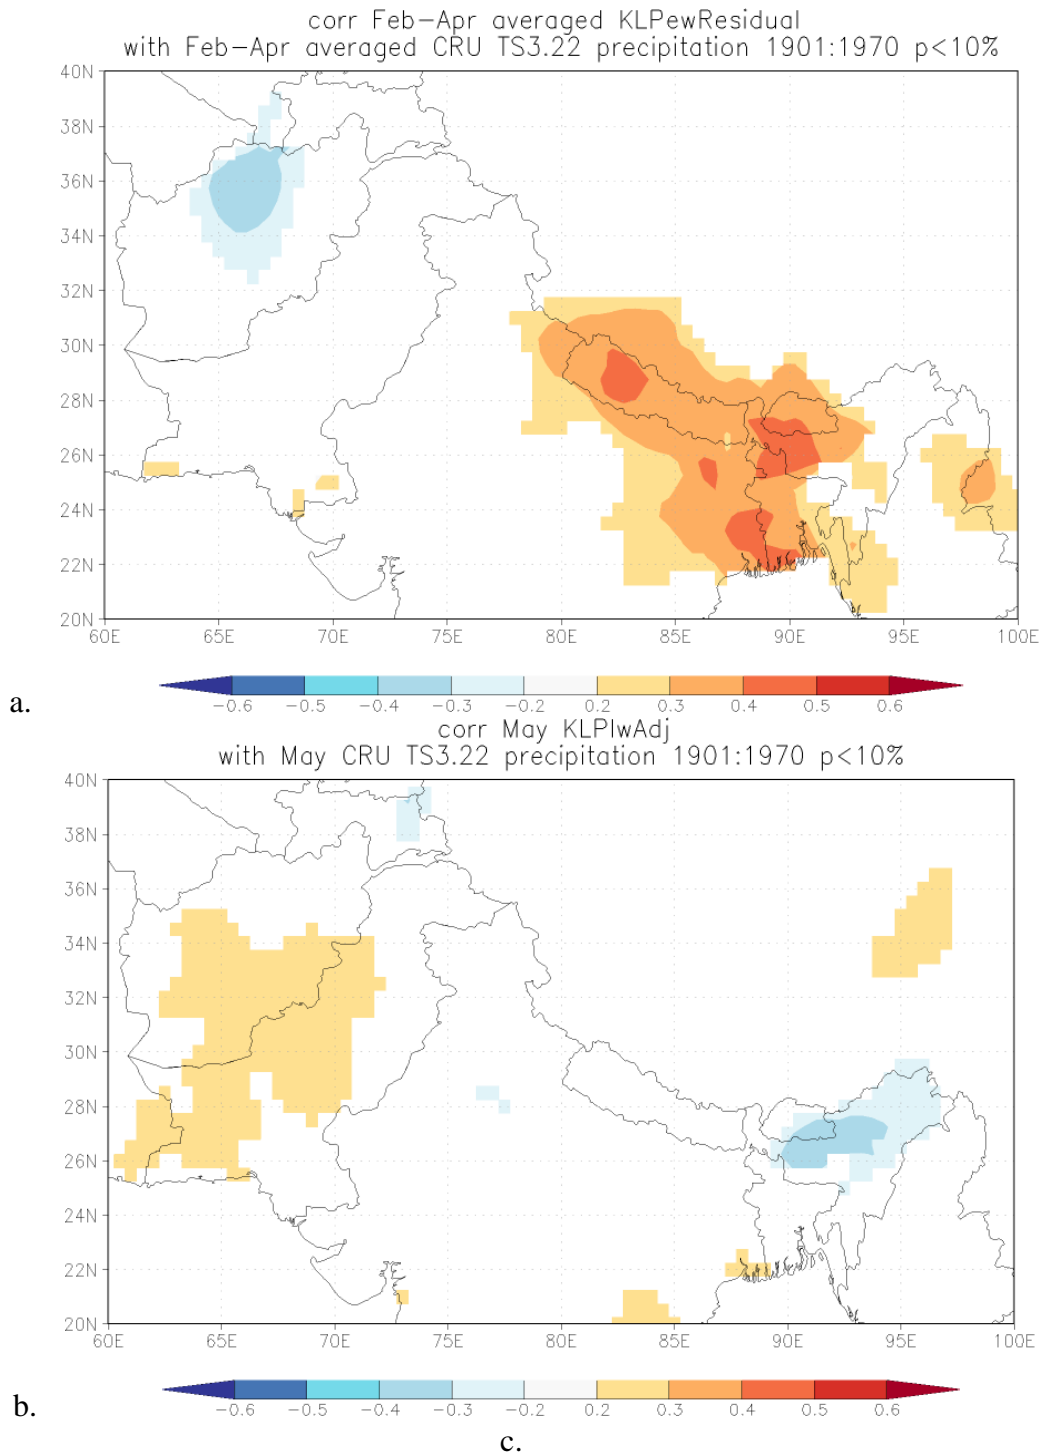 corr Feb-Apr averaged KLPewResidual
with Feb-Apr averaged CRU TS3.22 precipitation 1901:1970 p<10%
40N
38N
36N
34N
32N
30N
28N
26N
24N
22N
20N
60E 65E 70E 75E 80E 85E 90E 95E 100E
a.
-0.6 -0.5 -0.4 -0.3 -0.2 0.2 0.3 0.4 0.5 0.6
corr May KLPlwAdj
with May CRU TS3.22 precipitation 1901:1970 p<10%
40N
38N
36N
34N
32N
30N
28N
26N
24N
22N
20N
60E 65E 70E 75E 80E 85E 90E 95E 100E
b.
-0.6 -0.5 -0.4 -0.3 -0.2 0.2 0.3 0.4 0.5 0.6
c.